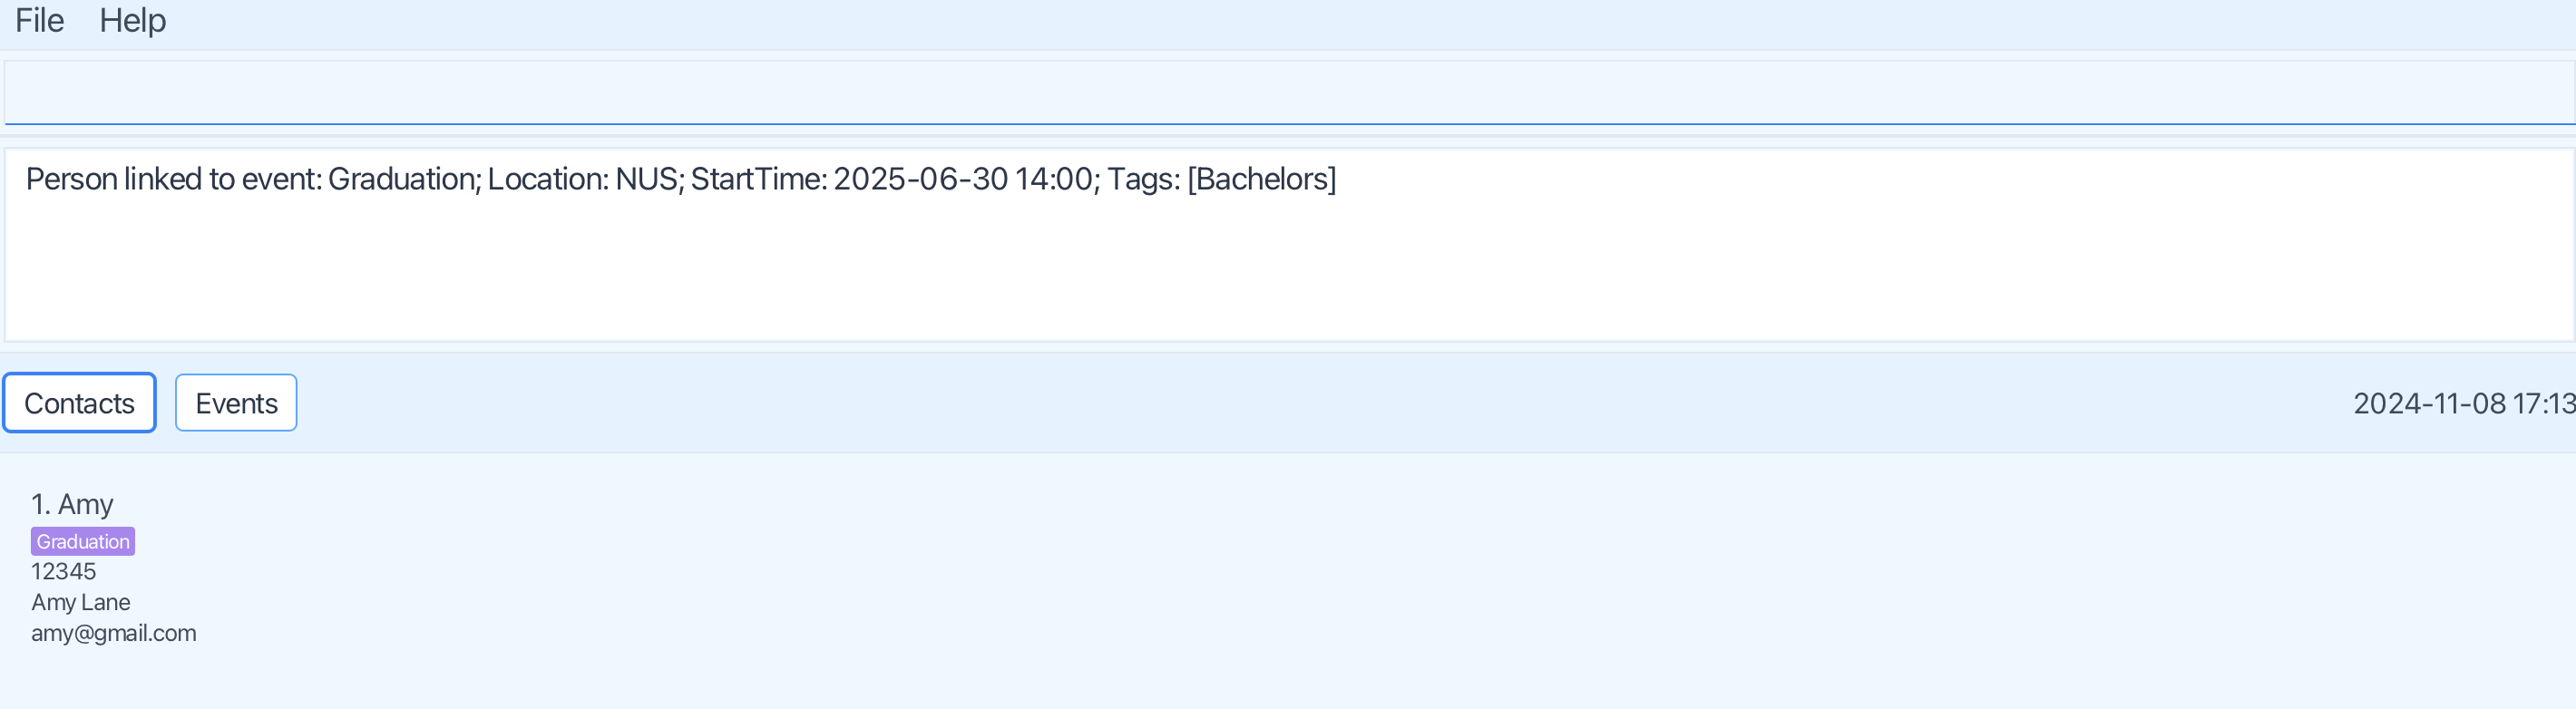 File Help
Person linked to event: Graduation; Location: NUS; StartTime: 2025-06-30 14:00; Tags: [Bachelors]
Contacts Events 2024-11-08 17:13
1. Amy
Graduation
12345
Amy Lane
amy@gmail.com